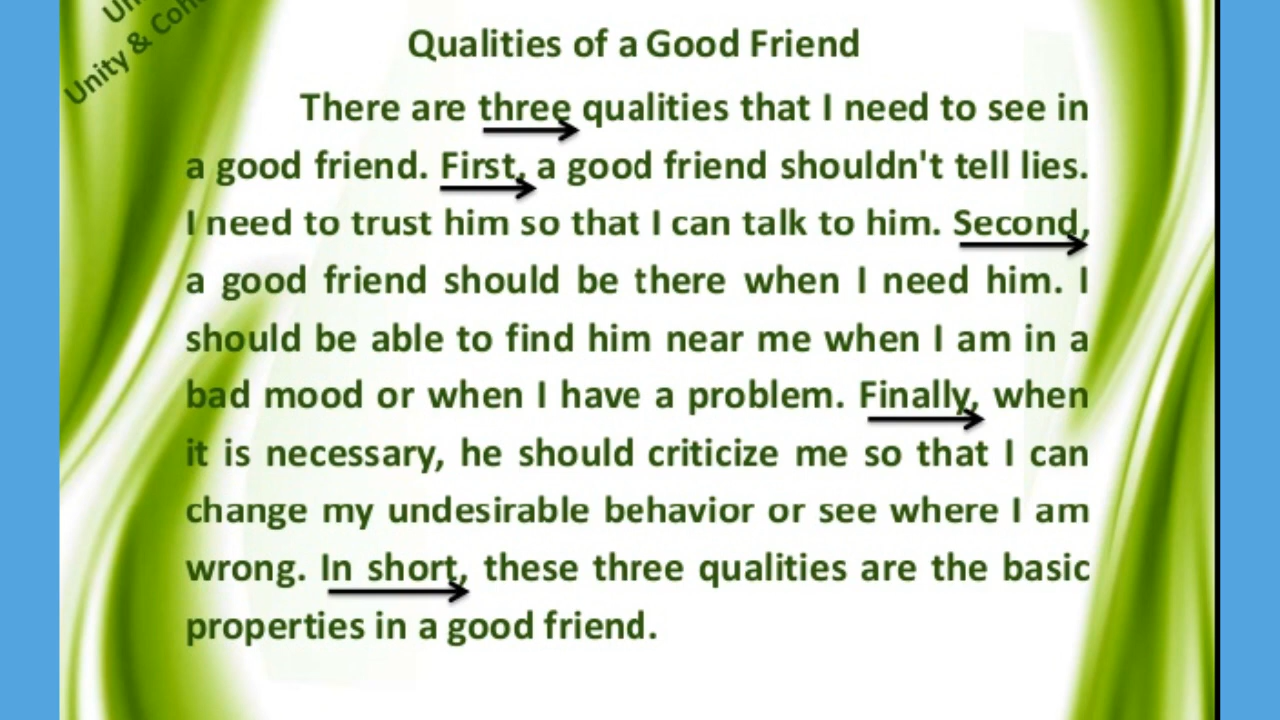 Unity &
Qualities of a Good Friend
There are three qualities that I need to see in
a good friend. First, a good friend shouldn't tell lies.
I need to trust him so that I can talk to him. Second,
a good friend should be there when I need him. I
should be able to find him near me when I am in a
bad mood or when I have a problem. Finally, when
it is necessary, he should criticize me so that I can
change my undesirable behavior or see where I am
wrong. In short, these three qualities are the basic
properties in a good friend.